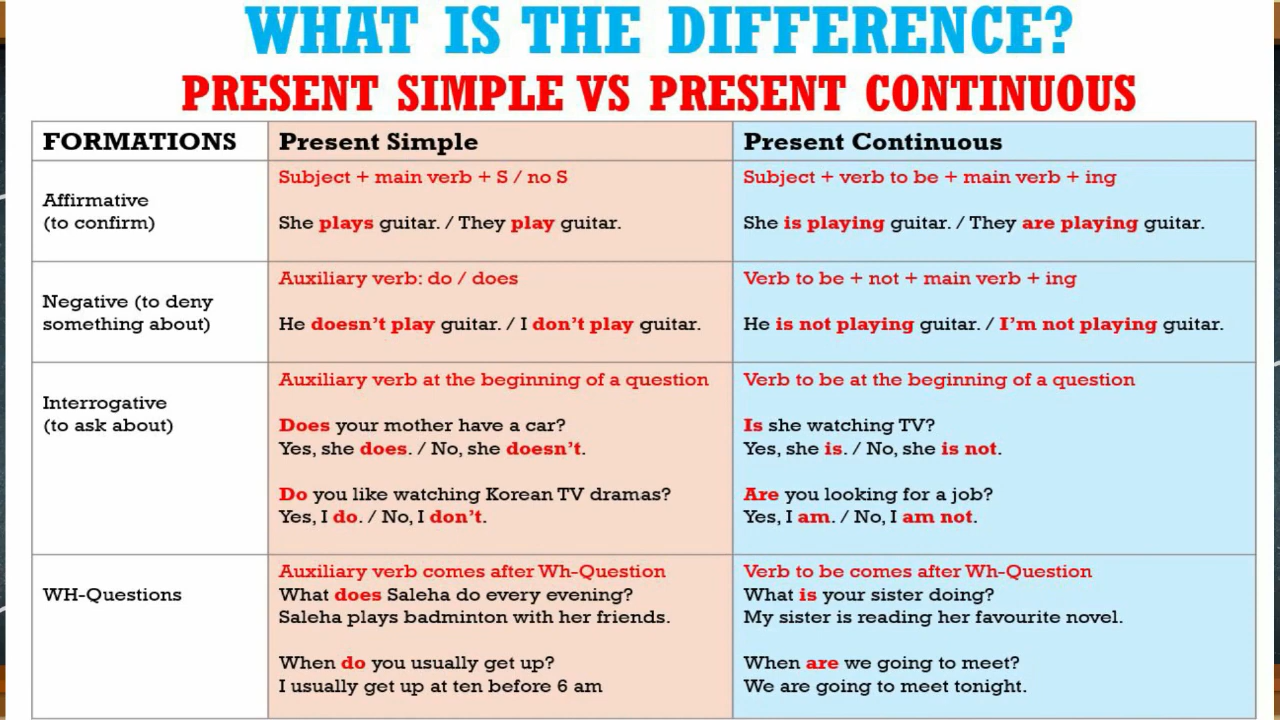 WHAT IS THE DIFFERENCE?
PRESENT SIMPLE VS PRESENT CONTINUOUS
FORMATIONS
Present Simple
Present Continuous
Affirmative
(to confirm)
Subject + main verb + S / no S
She plays guitar. / They play guitar.
Subject + verb to be + main verb + ing
She is playing guitar. / They are playing guitar.
Negative (to deny
something about)
Auxiliary verb: do / does
He doesn't play guitar. / I don't play guitar.
Verb to be + not + main verb + ing
He is not playing guitar. / I'm not playing guitar.
Interrogative
(to ask about)
Auxiliary verb at the beginning of a question
Does your mother have a car?
Yes, she does. / No, she doesn't.
Do you like watching Korean TV dramas?
Yes, I do. / No, I don't.
Verb to be at the beginning of a question
Is she watching TV?
Yes, she is. / No, she is not.
Are you looking for a job?
Yes, I am. / No, I am not.
WH-Questions
Auxiliary verb comes after Wh-Question
What does Saleha do every evening?
Saleha plays badminton with her friends.
When do you usually get up?
I usually get up at ten before 6 am
Verb to be comes after Wh-Question
What is your sister doing?
My sister is reading her favourite novel.
When are we going to meet?
We are going to meet tonight.